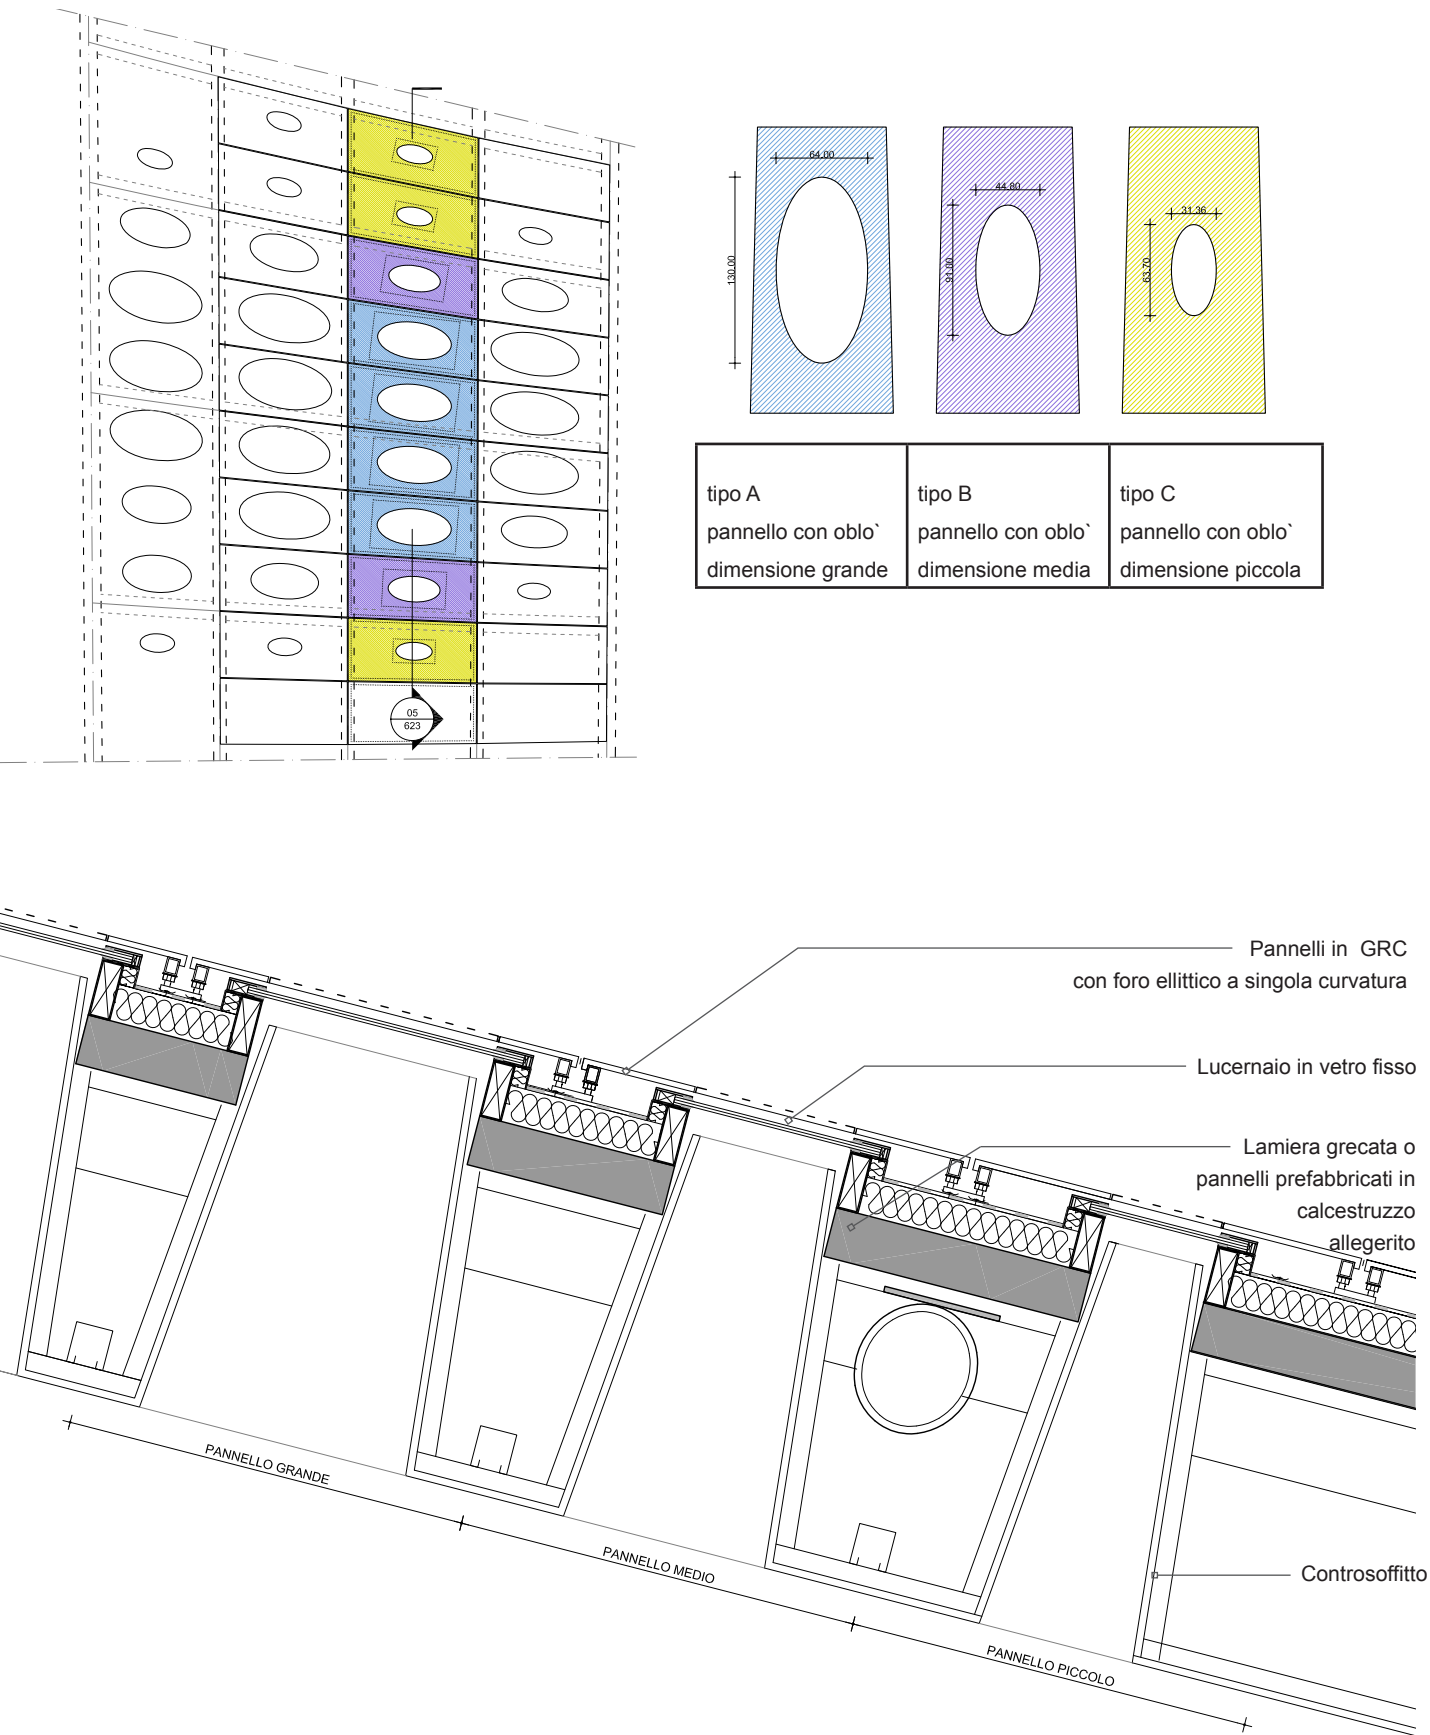 64.00
130.00
44.80
91.00
31.36
63.70
tipo A
pannello con oblo`
dimensione grande
tipo B
pannello con oblo`
dimensione media
tipo C
pannello con oblo`
dimensione piccola
05
623
Pannelli in GRC
con foro ellittico a singola curvatura
Lucernaio in vetro fisso
Lamiera grecata o
pannelli prefabbricati in
calcestruzzo
allegerito
PANNELLO GRANDE
PANNELLO MEDIO
Controsoffitto
PANNELLO PICCOLO